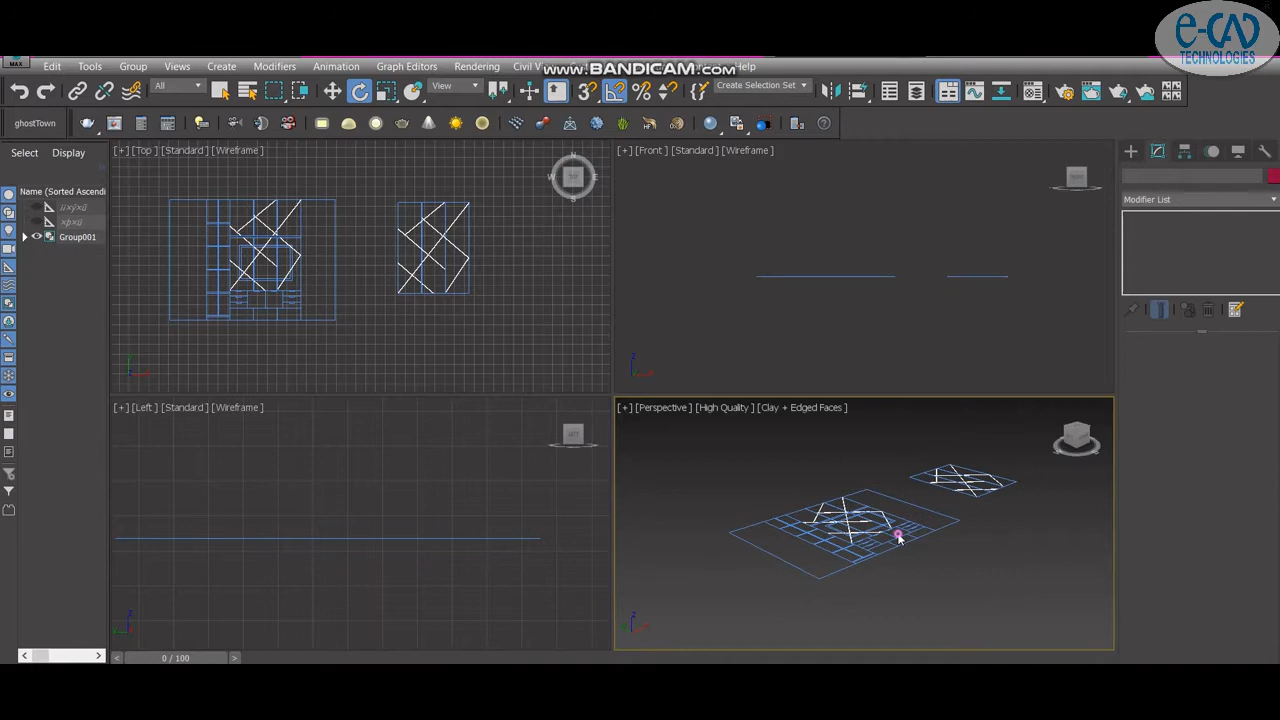 e-CAD
TECHNOLOGIES
www.BANDICAM.com
MAX
Edit Tools Group Views Create Modifiers Animation Graph Editors Rendering Civil Help
All
View
Create Selection Set
ghostTown
Select Display
Name (Sorted Ascendi
Group001
[+] [Top] [Standard] [Wireframe]
N
W
E
S
[+] [Front] [Standard] [Wireframe]
[+] [Left] [Standard] [Wireframe]
[+] [Perspective] [High Quality] [Clay + Edged Faces]
Modifier List
0 / 100